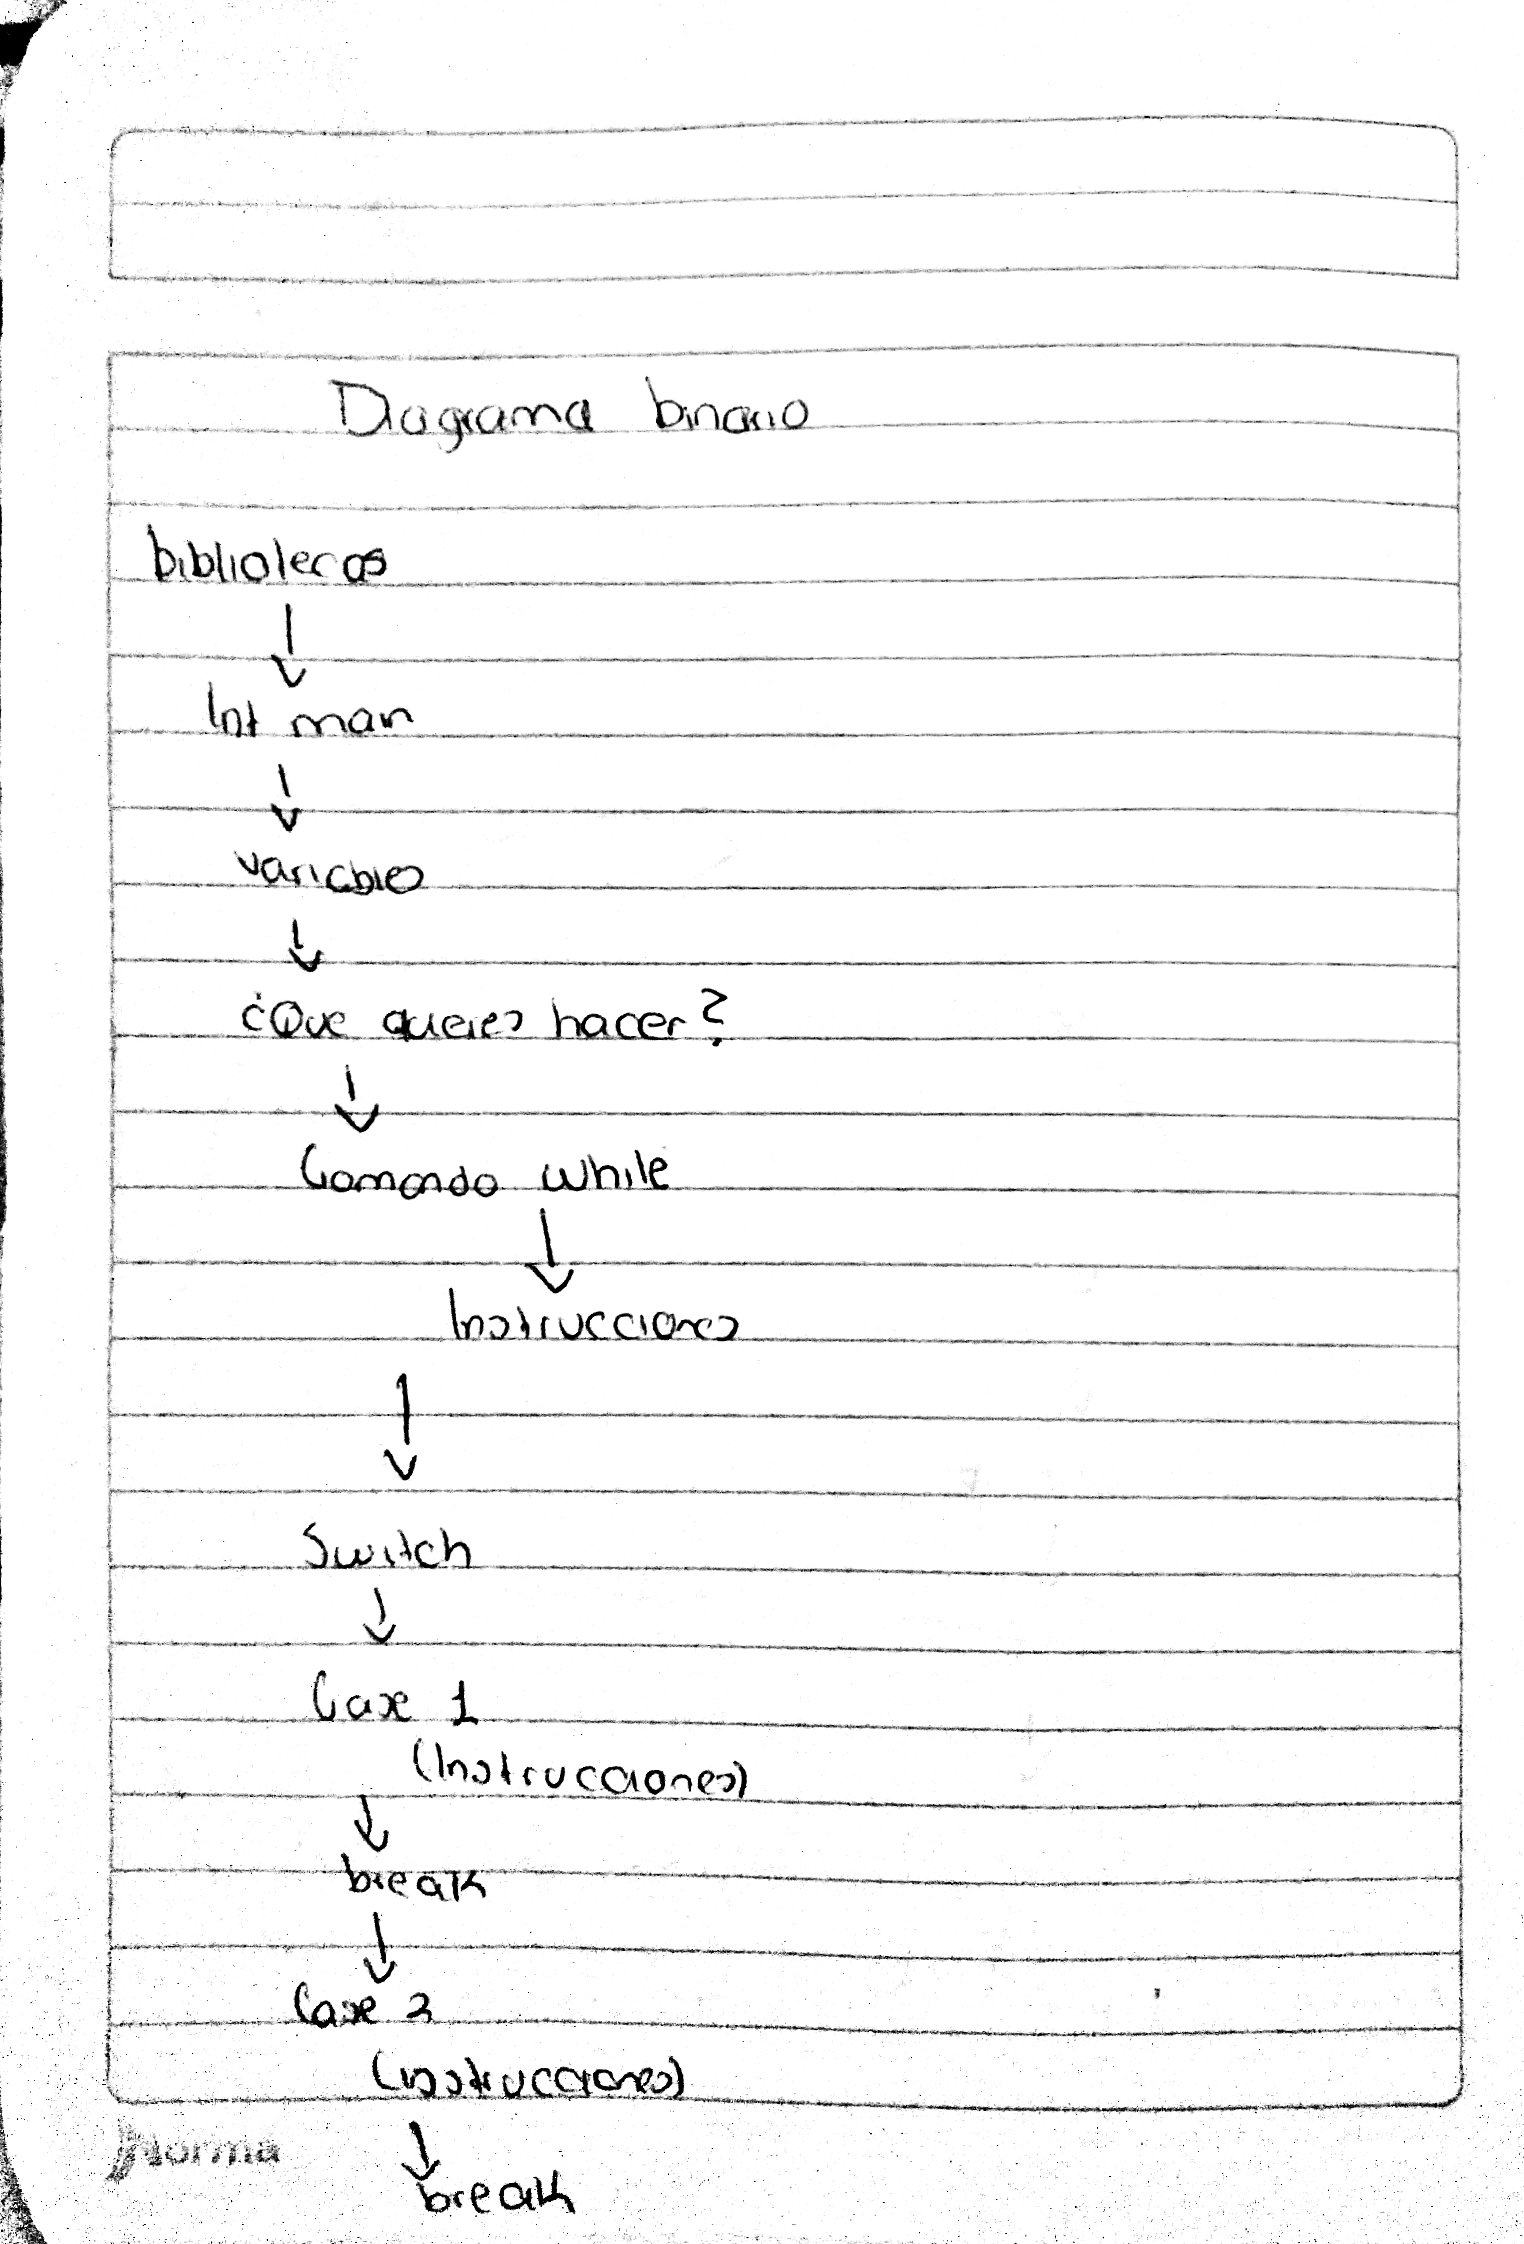 Diagrama binario
bibliotecas
↓
Int main
↓
variables
↓
¿Que quieres hacer?
↓
Comando while
↓
Instrucciones
↓
Switch
↓
Case 1
(Instrucciones)
↓
break
↓
Case 2
(instrucciones)
↓
break
Norma